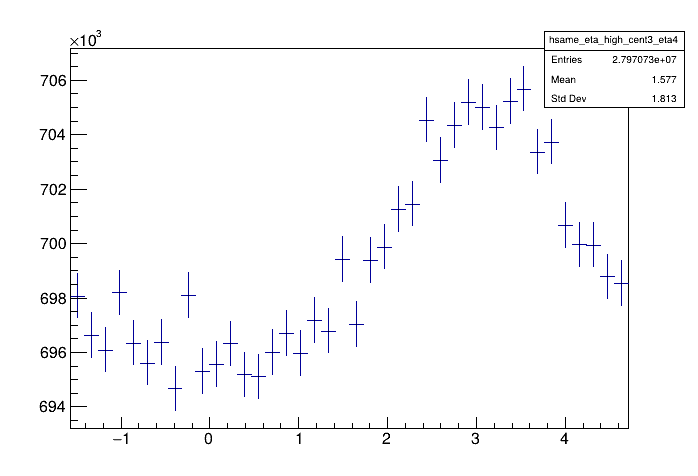 ×10³
hsame_eta_high_cent3_eta4
Entries 2.797073e+07
Mean 1.577
Std Dev 1.813
706
704
702
700
698
696
694
−1 0 1 2 3 4